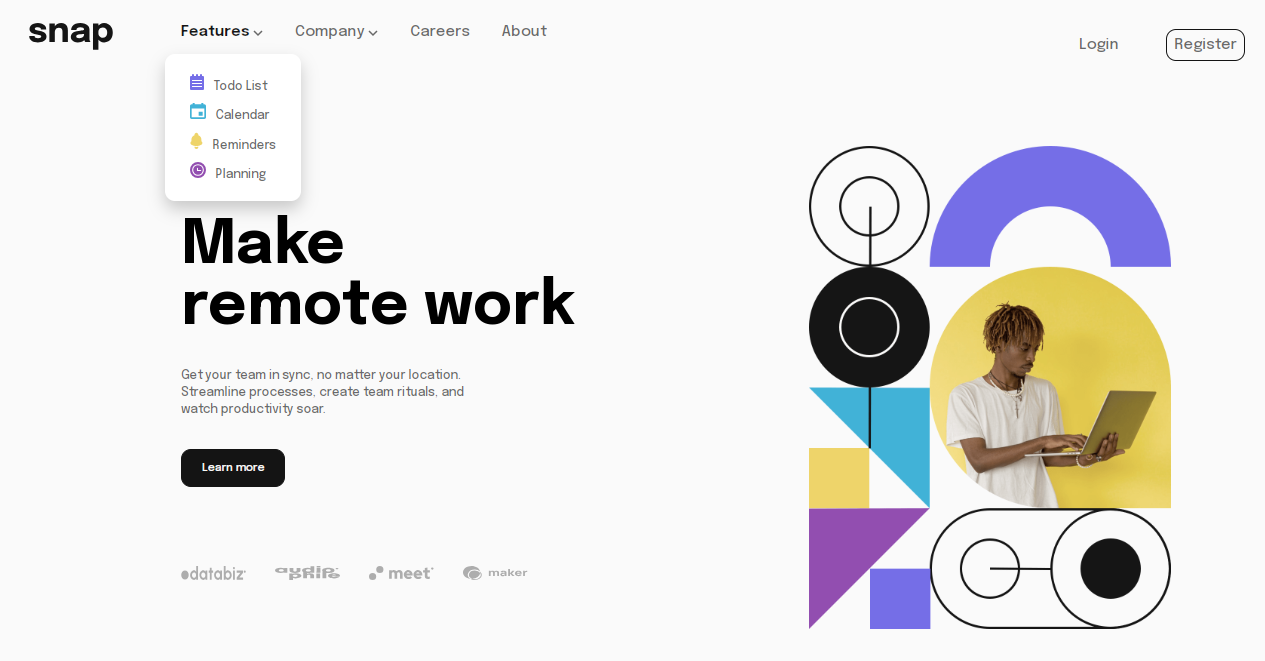 snap
Features
Company
Careers
About
Login
Register
Todo List
Calendar
Reminders
Planning
Make
remote work
Get your team in sync, no matter your location.
Streamline processes, create team rituals, and
watch productivity soar.
Learn more
databiz
audiophile
meet
maker